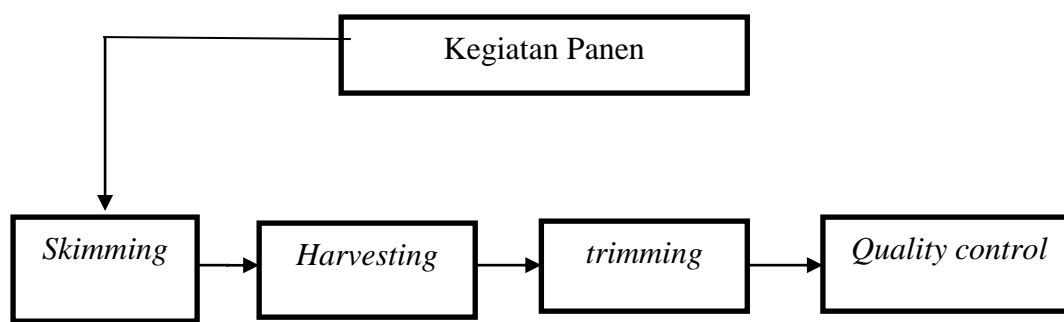 Kegiatan Panen
Skimming
Harvesting
trimming
Quality control